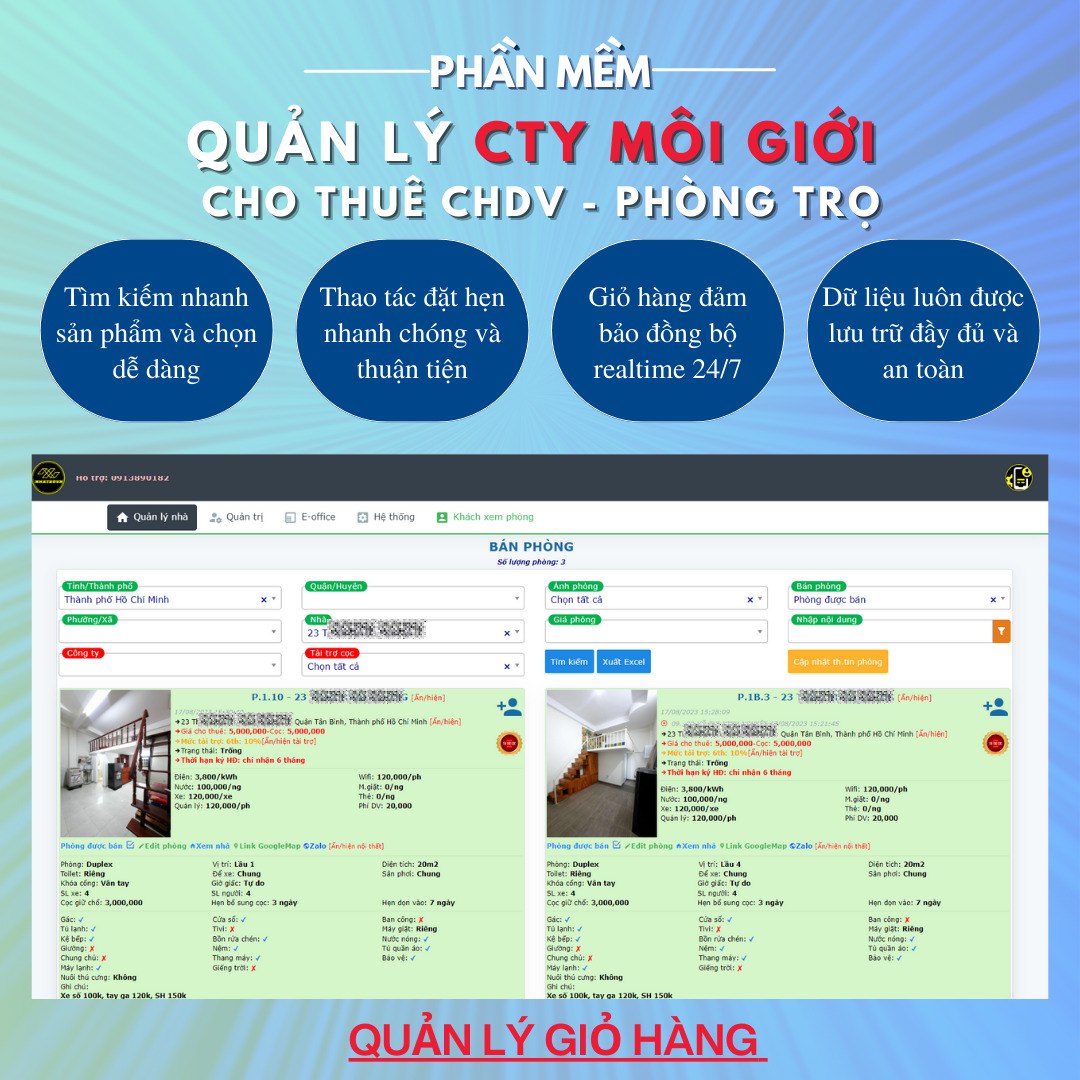 PHẦN MỀM
QUẢN LÝ CTY MÔI GIỚI
CHO THUÊ CHDV - PHÒNG TRỌ
Tìm kiếm nhanh
sản phẩm và chọn
dễ dàng
Thao tác đặt hẹn
nhanh chóng và
thuận tiện
Giỏ hàng đảm
bảo đồng bộ
realtime 24/7
Dữ liệu luôn được
lưu trữ đầy đủ và
an toàn
Hỗ trợ: 0913890182
Quản lý nhà Quản trị E-office Hệ thống Khách xem phòng
BÁN PHÒNG
Số lượng phòng: 3
Tỉnh/Thành phố Quận/Huyện Ảnh phòng Bán phòng
Thành phố Hồ Chí Minh Chọn tất cả Phòng được bán
Phường/Xã Nhà Giá phòng Nhập nội dung
23 T
Công ty Tài trợ cọc
Chọn tất cả Tìm kiếm Xuất Excel Cập nhật th.tin phòng
P.1.10 - 23 [Ẩn/hiện]
17/08/2023
➔23 Quận Tân Bình, Thành phố Hồ Chí Minh [Ẩn/hiện]
➔Giá cho thuê: 5,000,000-Cọc: 5,000,000
➔Mức tài trợ: 6th: 10%[Ẩn/hiện tài trợ]
➔Trạng thái: Trống
➔Thời hạn ký HĐ: chỉ nhận 6 tháng
Điện: 3,800/kWh Wifi: 120,000/ph
Nước: 100,000/ng M.giặt: 0/ng
Xe: 120,000/xe Thẻ: 0/ng
Quản lý: 120,000/ph Phí DV: 20,000
Phòng được bán Edit phòng Xem nhà Link GoogleMap Zalo [Ẩn/hiện nội thất]
Phòng: Duplex Vị trí: Lầu 1 Diện tích: 20m2
Toilet: Riêng Để xe: Chung Sân phơi: Chung
Khóa cổng: Vân tay Giờ giấc: Tự do
SL xe: 4 SL người: 4
Cọc giữ chỗ: 3,000,000 Hẹn bổ sung cọc: 3 ngày Hẹn dọn vào: 7 ngày
Gác: ✓ Cửa sổ: ✓ Ban công: ✗
Tủ lạnh: ✓ Tivi: ✗ Máy giặt: Riêng
Kệ bếp: ✓ Bồn rửa chén: ✓ Nước nóng: ✓
Giường: ✗ Nệm: ✓ Tủ quần áo: ✓
Chung chủ: ✗ Thang máy: ✓ Bảo vệ: ✓
Máy lạnh: ✓ Giếng trời: ✗
Nuôi thú cưng: Không
Ghi chú:
Xe số 100k, tay ga 120k, SH 150k
P.1B.3 - 23 [Ẩn/hiện]
17/08/2023 15:28:09
09 /08/2023 15:21:45
➔23 T Quận Tân Bình, Thành phố Hồ Chí Minh [Ẩn/hiện]
➔Giá cho thuê: 5,000,000-Cọc: 5,000,000
➔Mức tài trợ: 6th: 10%[Ẩn/hiện tài trợ]
➔Trạng thái: Trống
➔Thời hạn ký HĐ: chỉ nhận 6 tháng
Điện: 3,800/kWh Wifi: 120,000/ph
Nước: 100,000/ng M.giặt: 0/ng
Xe: 120,000/xe Thẻ: 0/ng
Quản lý: 120,000/ph Phí DV: 20,000
Phòng được bán Edit phòng Xem nhà Link GoogleMap Zalo [Ẩn/hiện nội thất]
Phòng: Duplex Vị trí: Lầu 4 Diện tích: 20m2
Toilet: Riêng Để xe: Chung Sân phơi: Chung
Khóa cổng: Vân tay Giờ giấc: Tự do
SL xe: 4 SL người: 4
Cọc giữ chỗ: 3,000,000 Hẹn bổ sung cọc: 3 ngày Hẹn dọn vào: 7 ngày
Gác: ✓ Cửa sổ: ✓ Ban công: ✗
Tủ lạnh: ✓ Tivi: ✗ Máy giặt: Riêng
Kệ bếp: ✓ Bồn rửa chén: ✓ Nước nóng: ✓
Giường: ✗ Nệm: ✓ Tủ quần áo: ✓
Chung chủ: ✗ Thang máy: ✓ Bảo vệ: ✓
Máy lạnh: ✓ Giếng trời: ✗
Nuôi thú cưng: Không
Ghi chú:
Xe số 100k, tay ga 120k, SH 150k
QUẢN LÝ GIỎ HÀNG